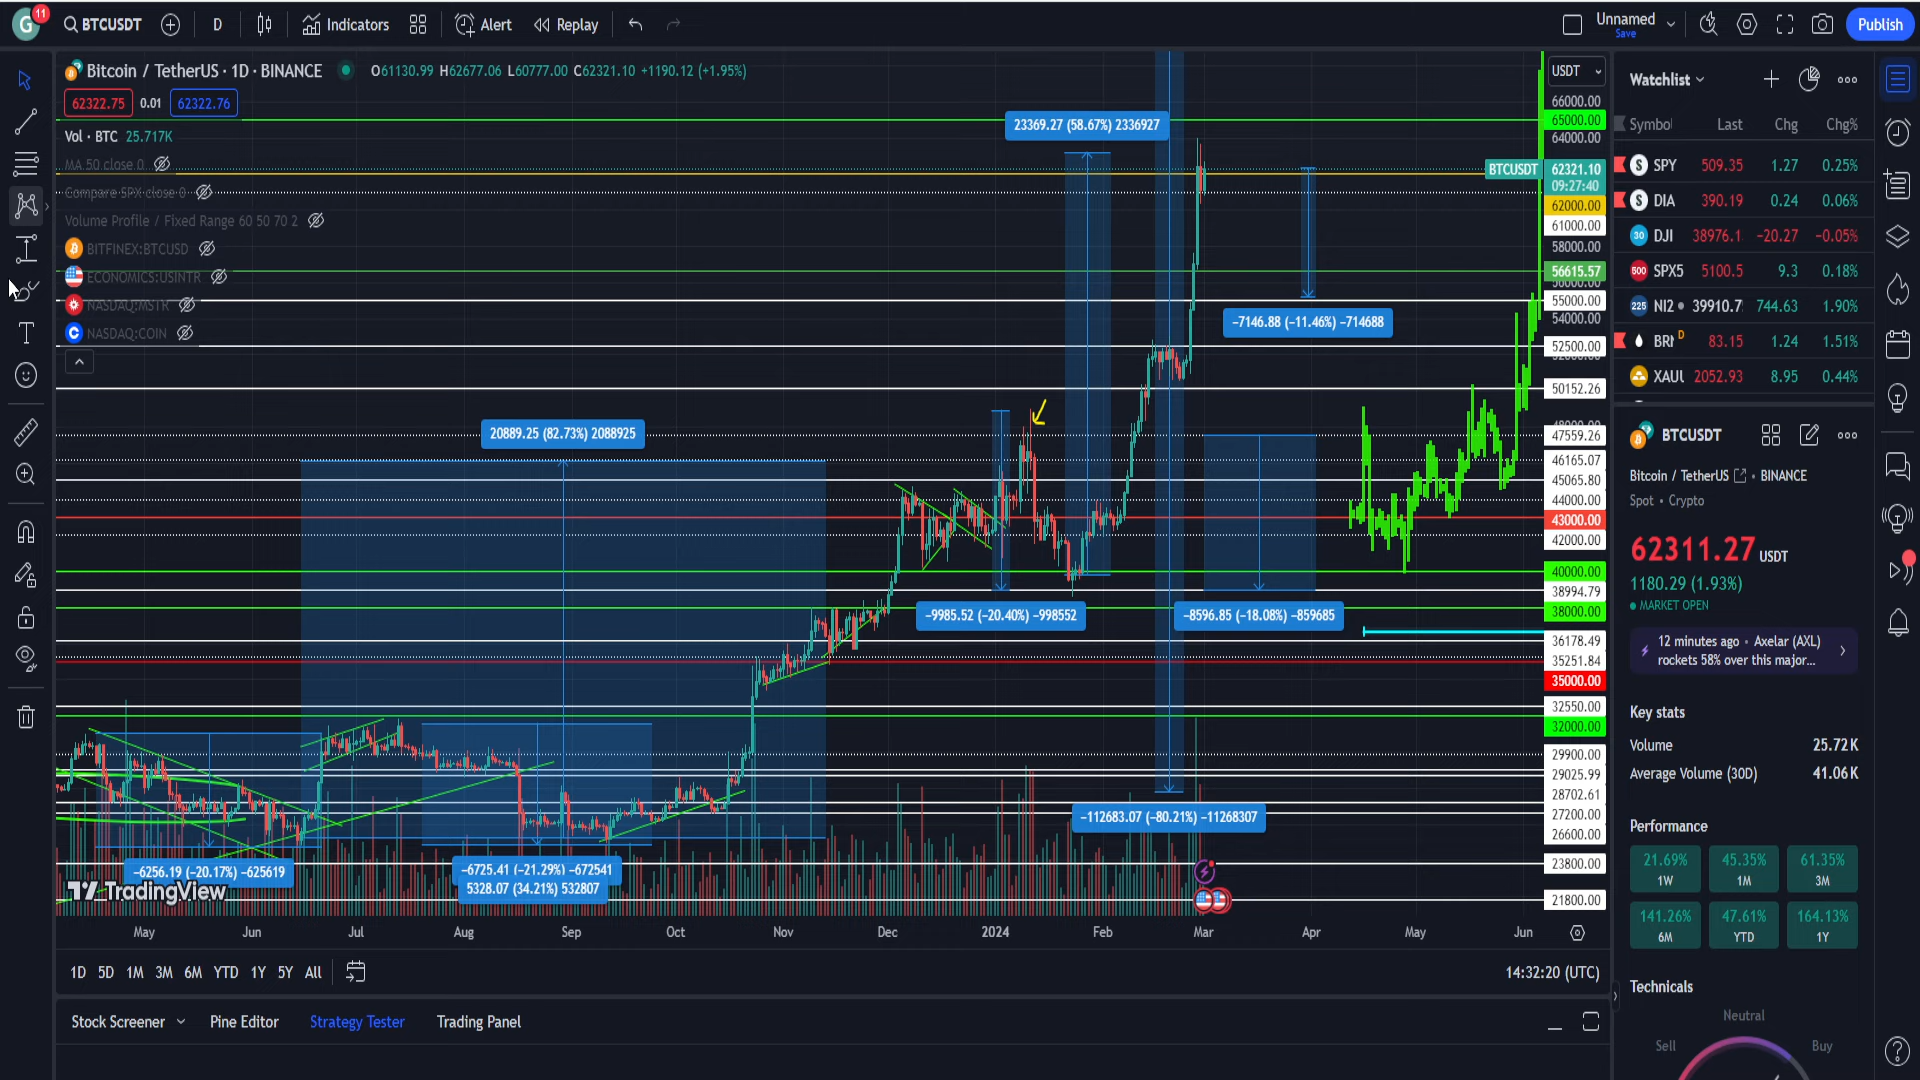 G
11
BTCUSDT
D
Indicators
Alert
Replay
Unnamed
Save
Publish
Bitcoin / TetherUS · 1D · BINANCE
O61130.99 H62677.06 L60777.00 C62321.10 +1190.12 (+1.95%)
62322.75
0.01
62322.76
Vol · BTC 25.717K
MA 50 close 0
Compare SPX close 0
Volume Profile / Fixed Range 60 50 70 2
BITFINEX:BTCUSD
ECONOMICS:USINTR
NASDAQ:MSTR
NASDAQ:COIN
23369.27 (58.67%) 2336927
−7146.88 (−11.46%) −714688
20889.25 (82.73%) 2088925
−9985.52 (−20.40%) −998552
−8596.85 (−18.08%) −859685
−112683.07 (−80.21%) −11268307
−6256.19 (−20.17%) −625619
−6725.41 (−21.29%) −672541
5328.07 (34.21%) 532807
TradingView
USDT
66000.00
65000.00
64000.00
BTCUSDT
62321.10
09:27:40
62000.00
61000.00
58000.00
56615.57
56000.00
55000.00
54000.00
52500.00
50152.26
47559.26
46165.07
45065.80
44000.00
43000.00
42000.00
40000.00
38994.79
38000.00
36178.49
35251.84
35000.00
32550.00
32000.00
29900.00
29025.99
28702.61
27200.00
26600.00
23800.00
21800.00
May
Jun
Jul
Aug
Sep
Oct
Nov
Dec
2024
Feb
Mar
Apr
May
Jun
1D 5D 1M 3M 6M YTD 1Y 5Y All
14:32:20 (UTC)
Stock Screener
Pine Editor
Strategy Tester
Trading Panel
Watchlist
Symbol Last Chg Chg%
SPY 509.35 1.27 0.25%
DIA 390.19 0.24 0.06%
30 DJI 38976.1 −20.27 −0.05%
500 SPX5 5100.5 9.3 0.18%
225 NI2 39910.7 744.63 1.90%
BRN D 83.15 1.24 1.51%
XAUU 2052.93 8.95 0.44%
BTCUSDT
Bitcoin / TetherUS • BINANCE
Spot • Crypto
62311.27 USDT
1180.29 (1.93%)
MARKET OPEN
12 minutes ago • Axelar (AXL)
rockets 58% over this major...
Key stats
Volume 25.72K
Average Volume (30D) 41.06K
Performance
21.69%
1W
45.35%
1M
61.35%
3M
141.26%
6M
47.61%
YTD
164.13%
1Y
Technicals
Neutral
Sell
Buy